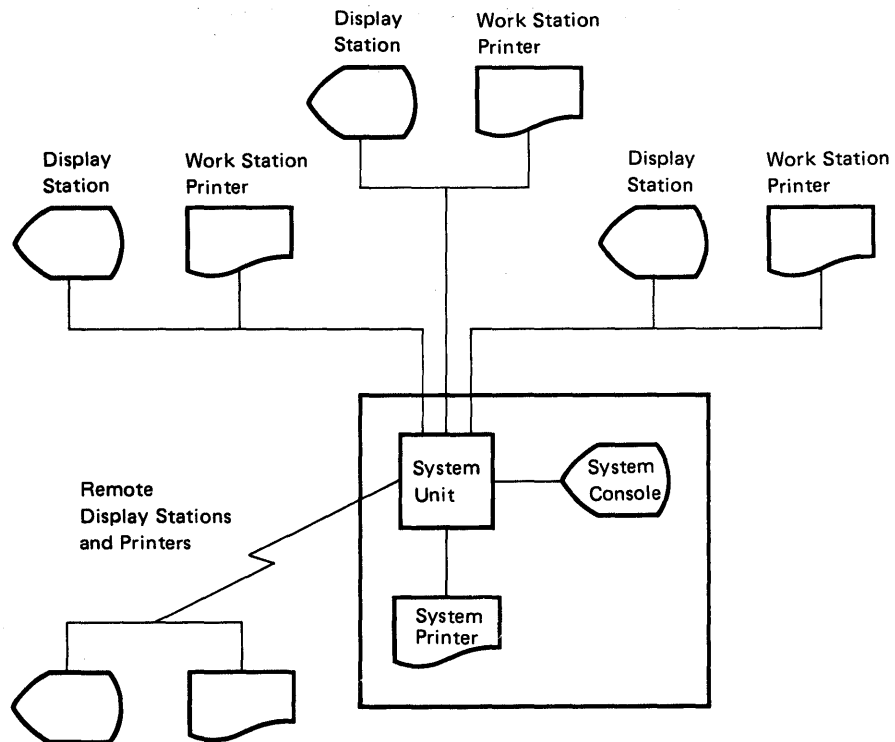 Display
Station
Work Station
Printer
Display
Station
Work Station
Printer
Display
Station
Work Station
Printer
System
Unit
System
Console
Remote
Display Stations
and Printers
System
Printer